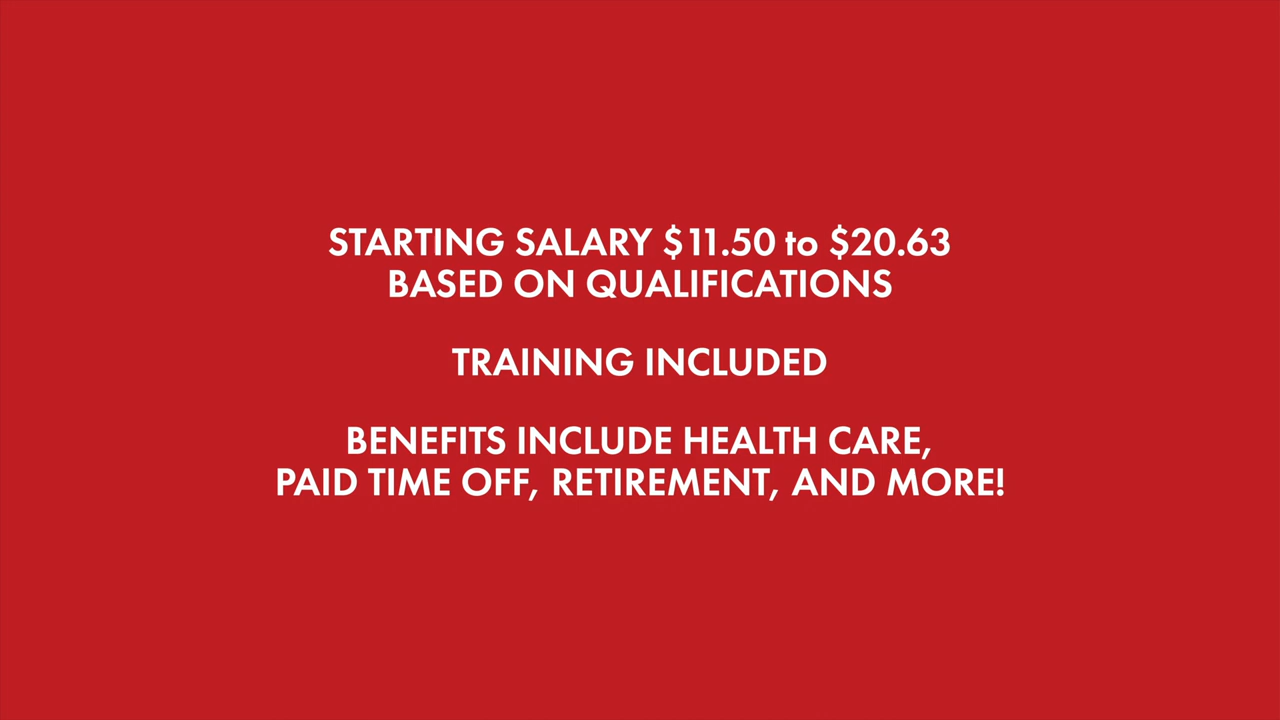 STARTING SALARY $11.50 to $20.63
BASED ON QUALIFICATIONS
TRAINING INCLUDED
BENEFITS INCLUDE HEALTH CARE,
PAID TIME OFF, RETIREMENT, AND MORE!